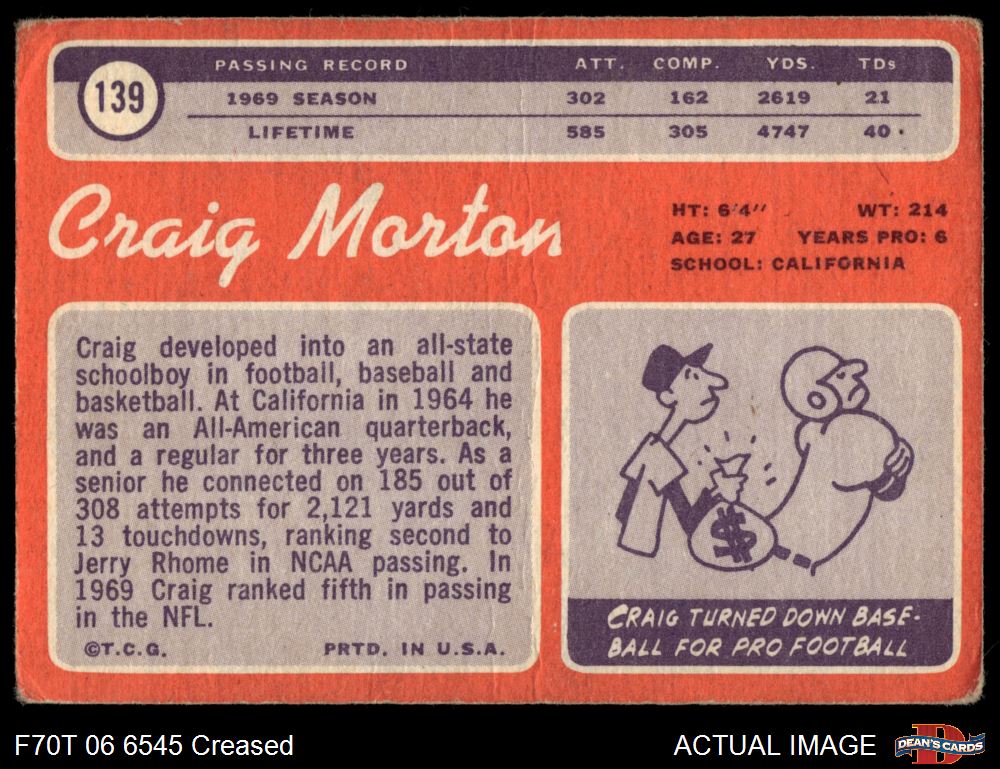 139
PASSING RECORD ATT. COMP. YDS. TDs
1969 SEASON 302 162 2619 21
LIFETIME 585 305 4747 40
Craig Morton
HT: 6'4" WT: 214
AGE: 27 YEARS PRO: 6
SCHOOL: CALIFORNIA
Craig developed into an all-state
schoolboy in football, baseball and
basketball. At California in 1964 he
was an All-American quarterback,
and a regular for three years. As a
senior he connected on 185 out of
308 attempts for 2,121 yards and
13 touchdowns, ranking second to
Jerry Rhome in NCAA passing. In
1969 Craig ranked fifth in passing
in the NFL.
©T.C.G. PRTD. IN U.S.A.
$
CRAIG TURNED DOWN BASE-
BALL FOR PRO FOOTBALL
F70T 06 6545 Creased
ACTUAL IMAGE
D
DEAN'S CARDS